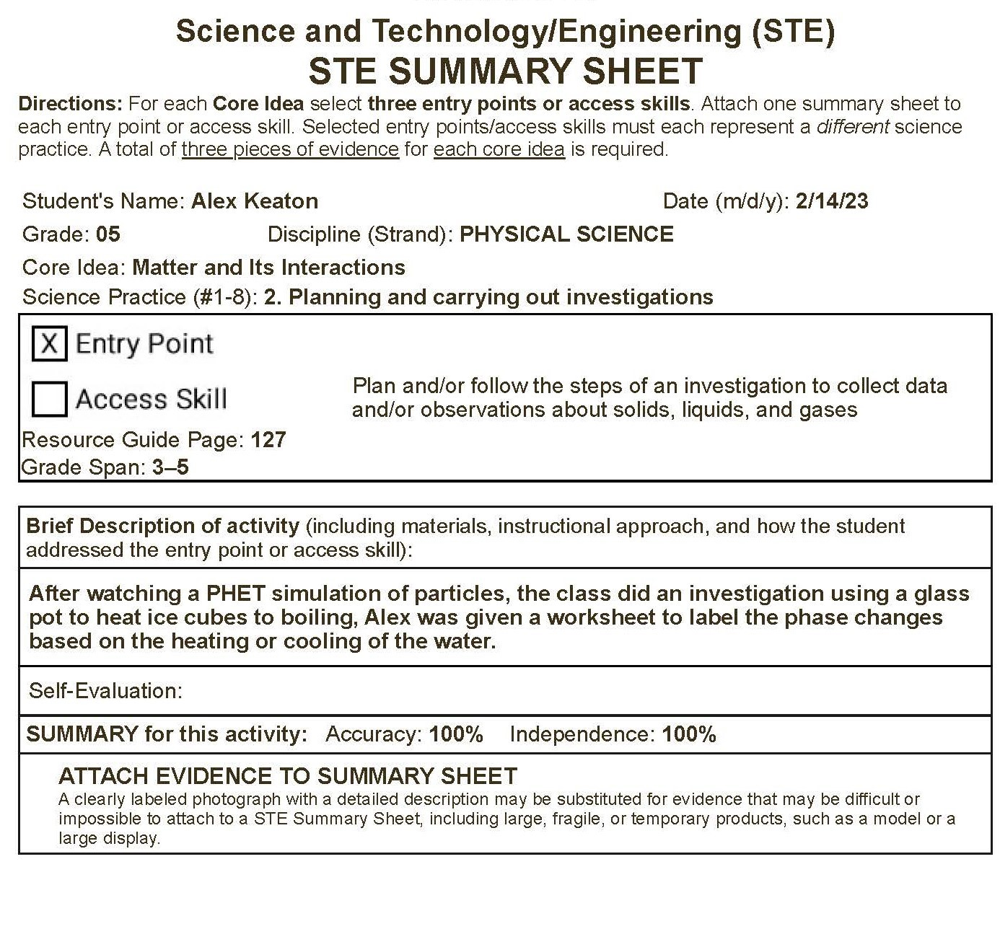 Science and Technology/Engineering (STE)
STE SUMMARY SHEET
Directions: For each Core Idea select three entry points or access skills. Attach one summary sheet to
each entry point or access skill. Selected entry points/access skills must each represent a different science
practice. A total of three pieces of evidence for each core idea is required.
Student's Name: Alex Keaton Date (m/d/y): 2/14/23
Grade: 05 Discipline (Strand): PHYSICAL SCIENCE
Core Idea: Matter and Its Interactions
Science Practice (#1-8): 2. Planning and carrying out investigations
X Entry Point
Access Skill
Plan and/or follow the steps of an investigation to collect data
and/or observations about solids, liquids, and gases
Resource Guide Page: 127
Grade Span: 3–5
Brief Description of activity (including materials, instructional approach, and how the student
addressed the entry point or access skill):
After watching a PHET simulation of particles, the class did an investigation using a glass
pot to heat ice cubes to boiling, Alex was given a worksheet to label the phase changes
based on the heating or cooling of the water.
Self-Evaluation:
SUMMARY for this activity: Accuracy: 100% Independence: 100%
ATTACH EVIDENCE TO SUMMARY SHEET
A clearly labeled photograph with a detailed description may be substituted for evidence that may be difficult or
impossible to attach to a STE Summary Sheet, including large, fragile, or temporary products, such as a model or a
large display.